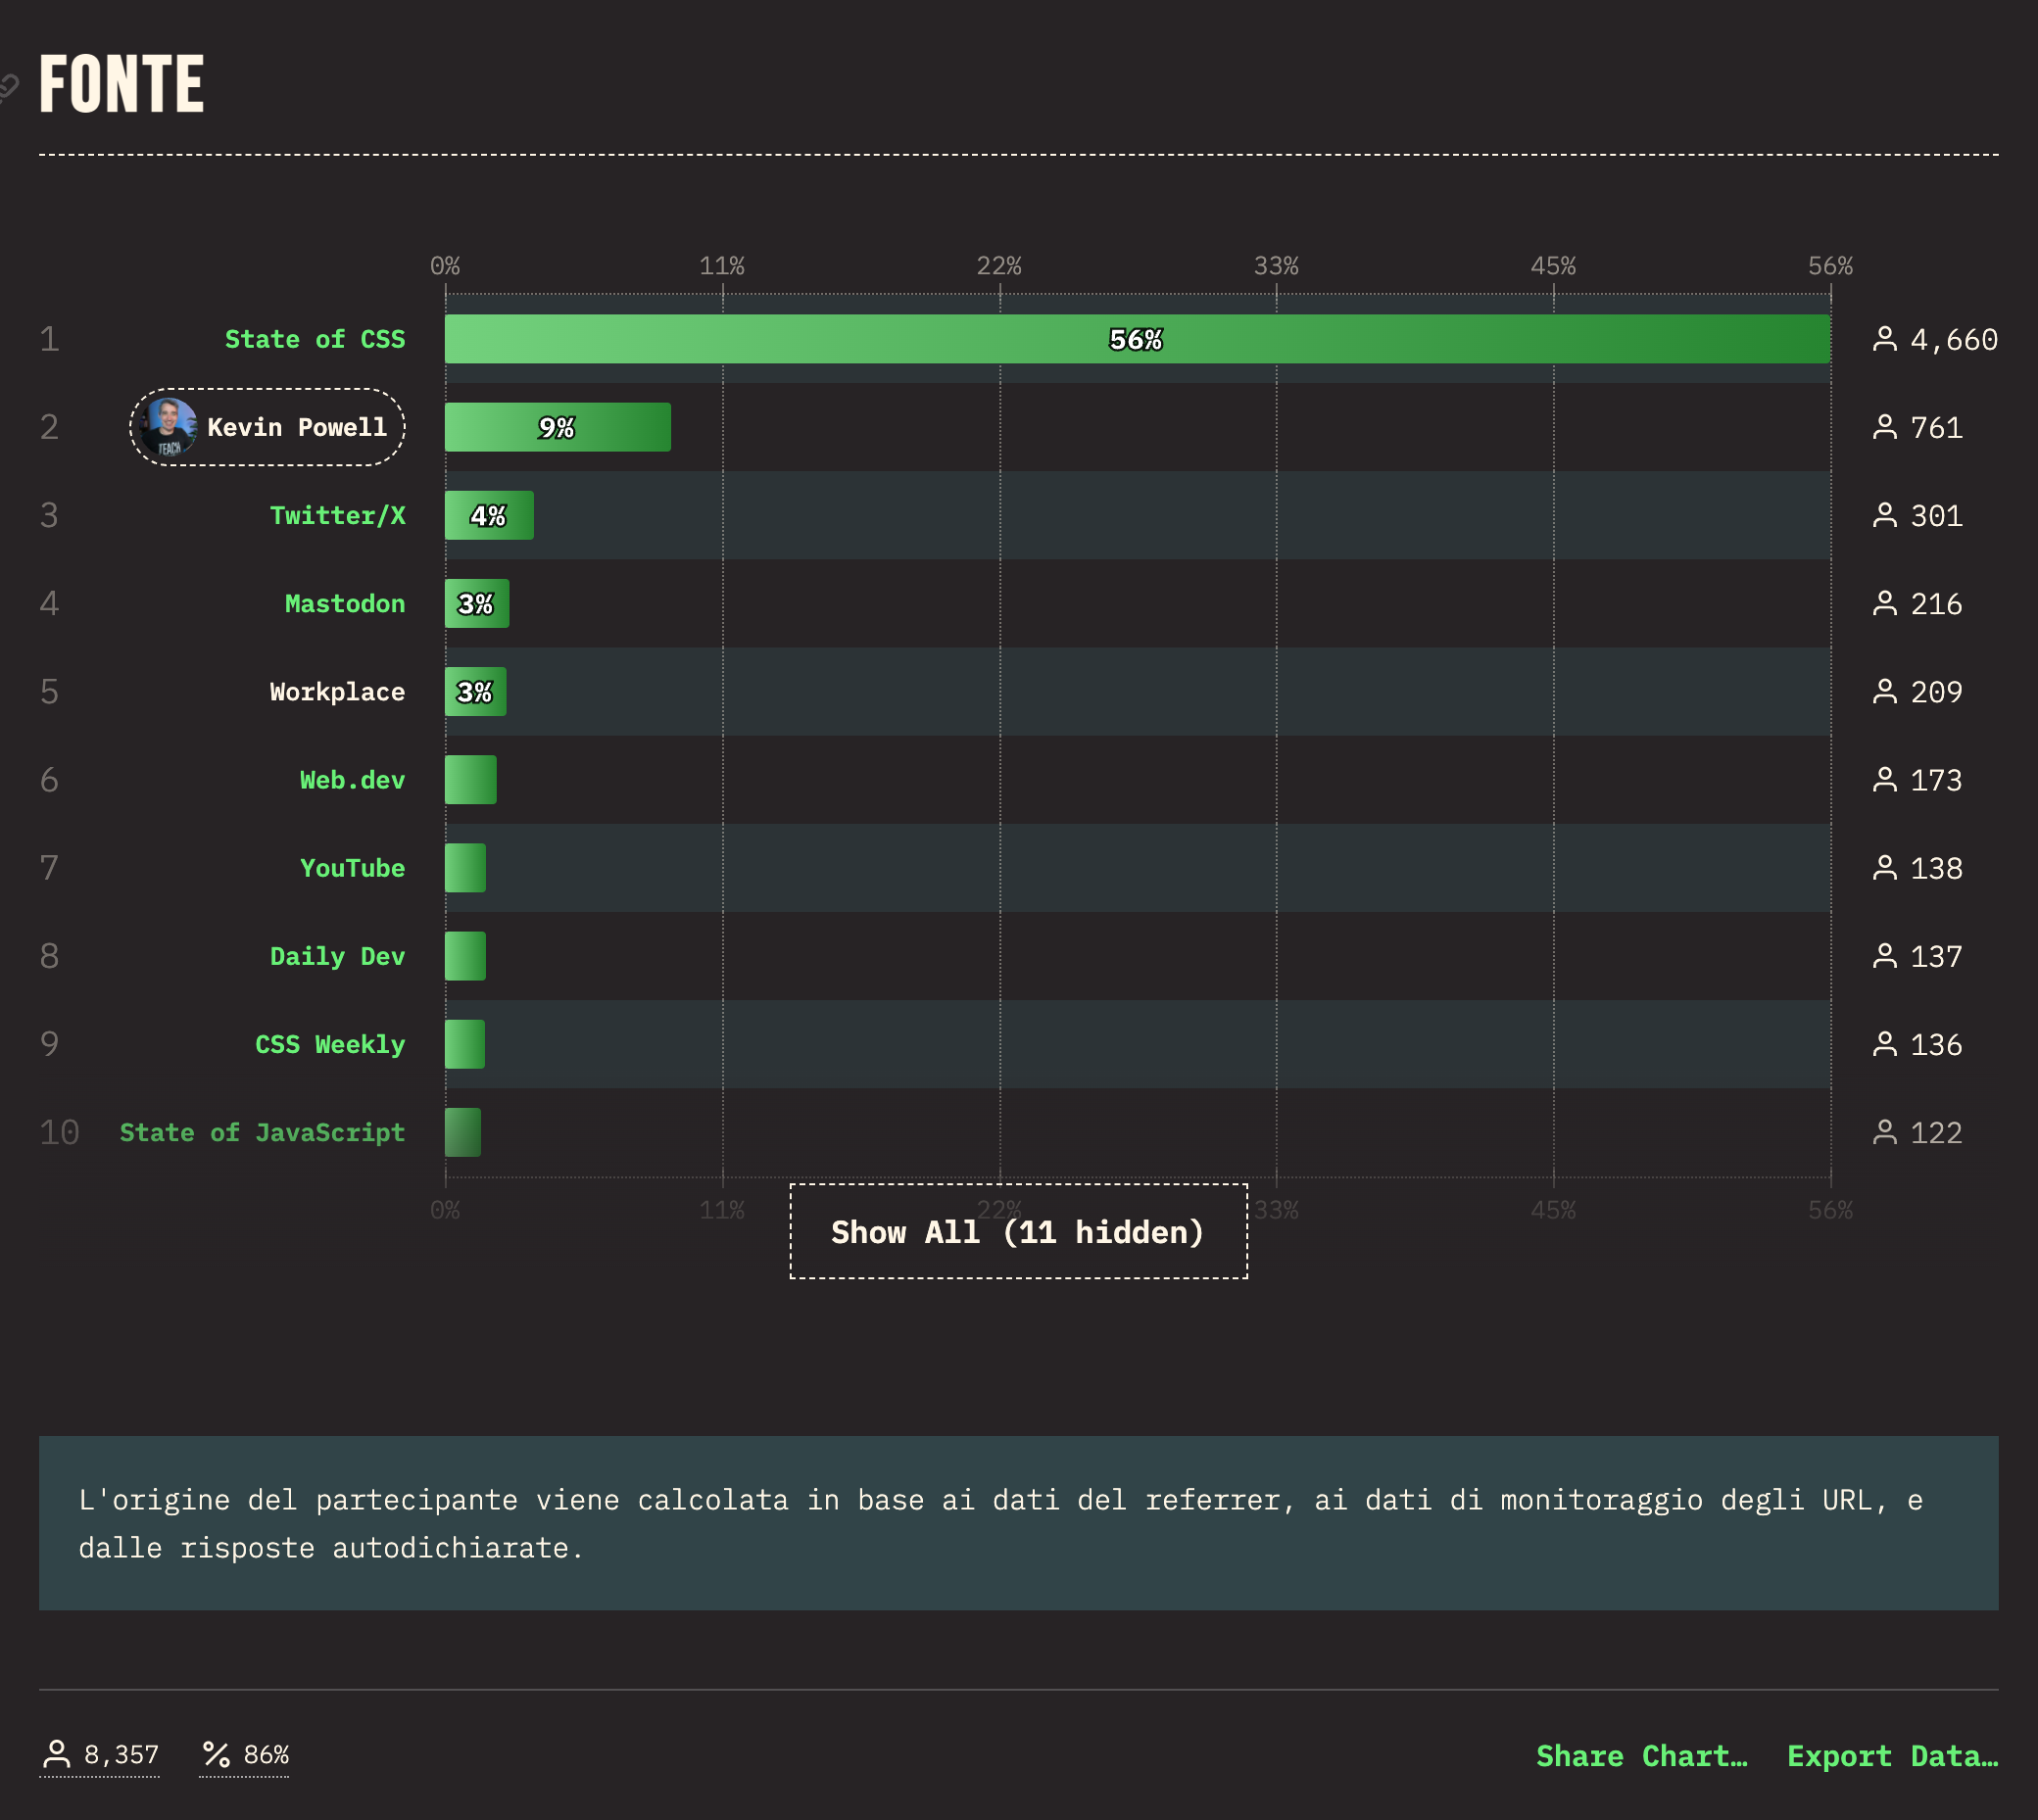 FONTE
0% 11% 22% 33% 45% 56%
1 State of CSS 56% 4,660
2 Kevin Powell 9% 761
3 Twitter/X 4% 301
4 Mastodon 3% 216
5 Workplace 3% 209
6 Web.dev 173
7 YouTube 138
8 Daily Dev 137
9 CSS Weekly 136
10 State of JavaScript 122
0% 11% 22% 33% 45% 56%
Show All (11 hidden)
L'origine del partecipante viene calcolata in base ai dati del referrer, ai dati di monitoraggio degli URL, e
dalle risposte autodichiarate.
8,357 % 86% Share Chart… Export Data…